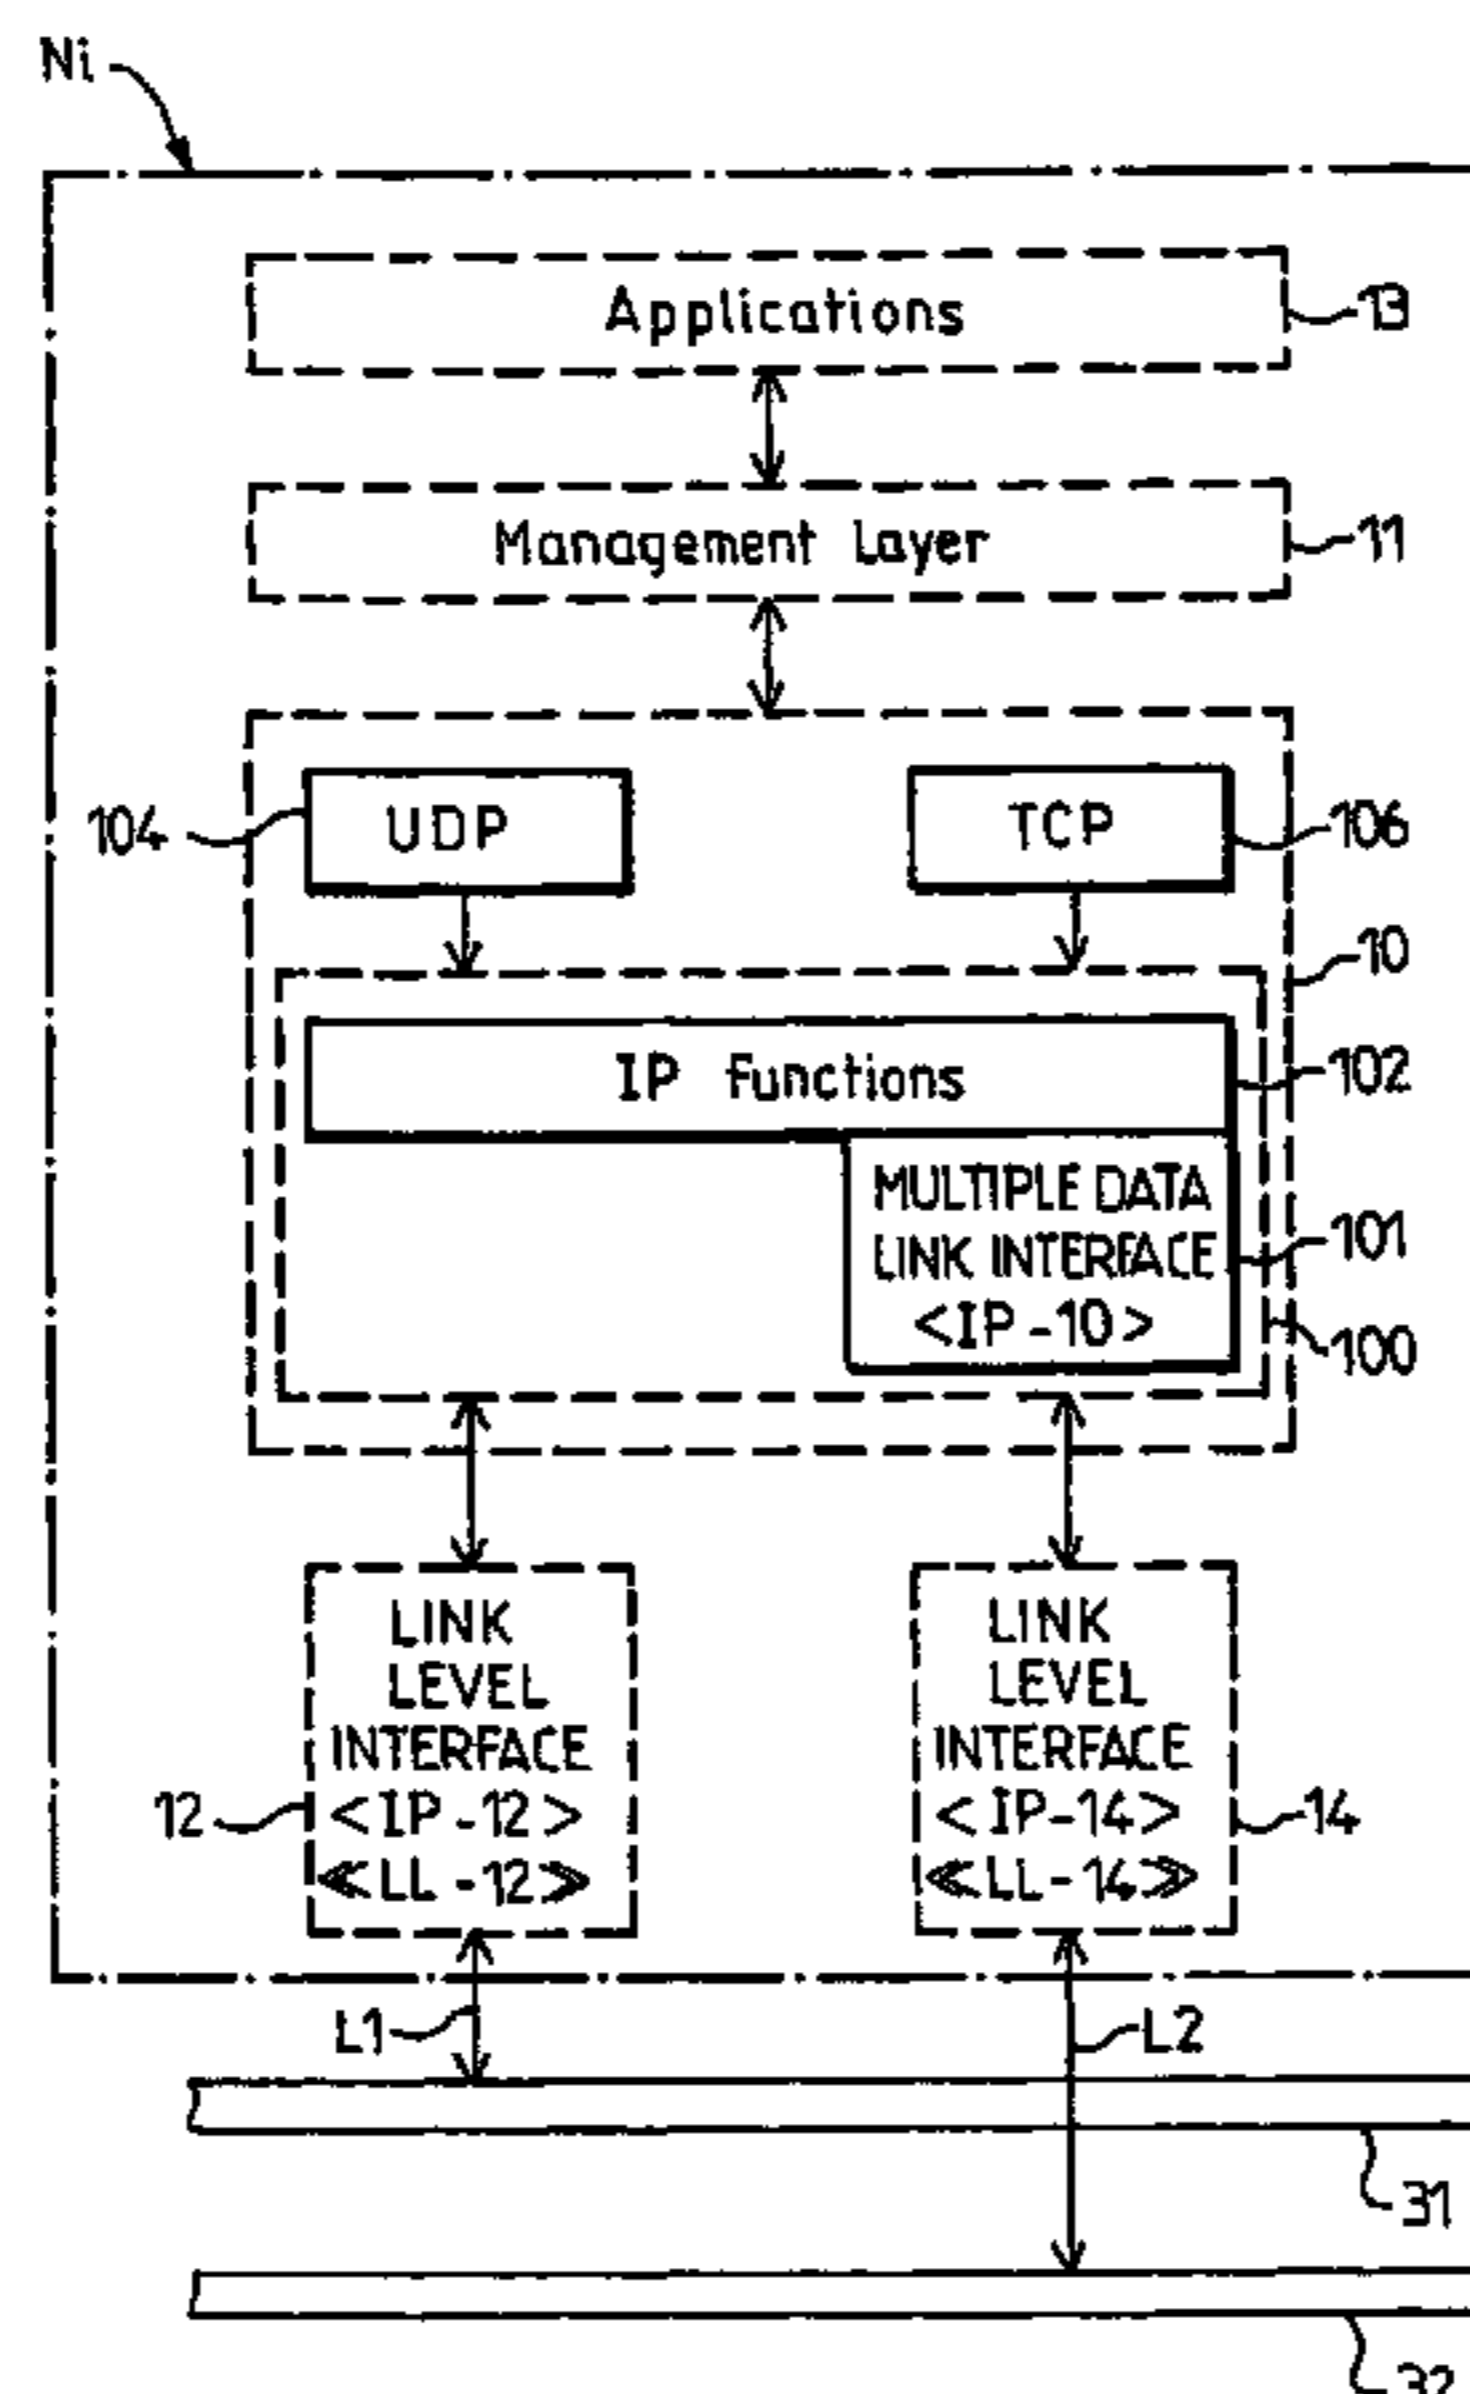 Ni
Applications
13
Management Layer
11
104
UDP
TCP
106
10
IP Functions
102
MULTIPLE DATA
LINK INTERFACE
<IP-10>
101
100
LINK
LEVEL
INTERFACE
<IP-12>
≪LL-12≫
12
LINK
LEVEL
INTERFACE
<IP-14>
≪LL-14≫
14
L1
L2
31
32